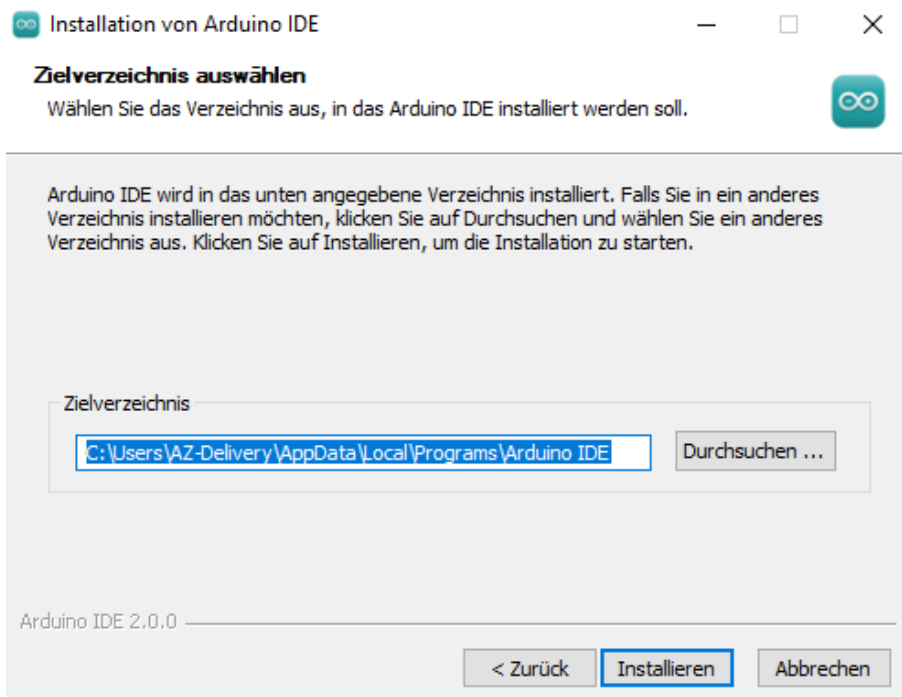 Installation von Arduino IDE
Zielverzeichnis auswählen
Wählen Sie das Verzeichnis aus, in das Arduino IDE installiert werden soll.
Arduino IDE wird in das unten angegebene Verzeichnis installiert. Falls Sie in ein anderes
Verzeichnis installieren möchten, klicken Sie auf Durchsuchen und wählen Sie ein anderes
Verzeichnis aus. Klicken Sie auf Installieren, um die Installation zu starten.
Zielverzeichnis
C:\Users\AZ-Delivery\AppData\Local\Programs\Arduino IDE
Durchsuchen ...
Arduino IDE 2.0.0
< Zurück
Installieren
Abbrechen